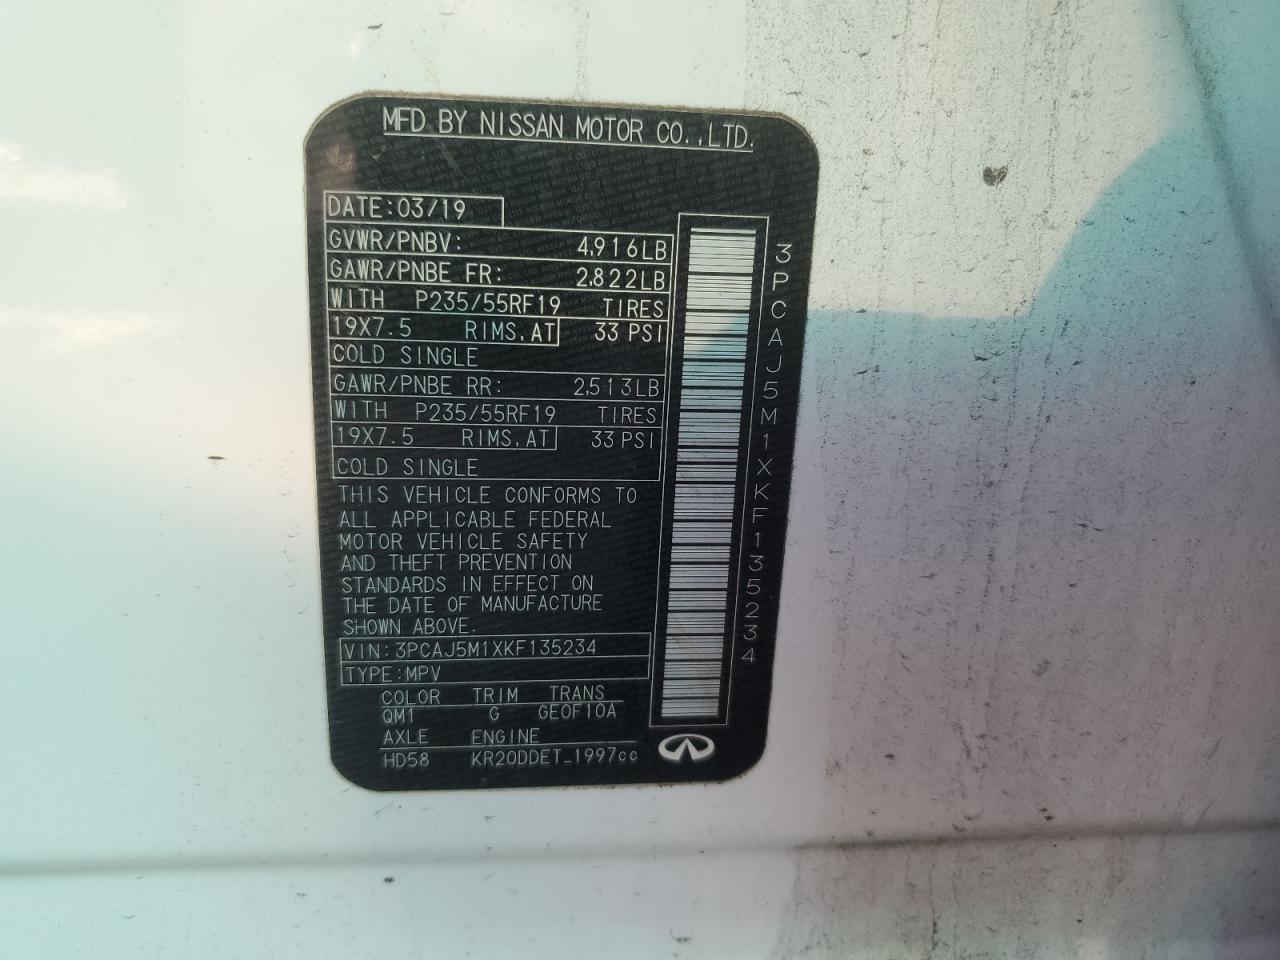 MFD BY NISSAN MOTOR CO.,LTD.
DATE:03/19
GVWR/PNBV: 4,916LB
GAWR/PNBE FR: 2,822LB
WITH P235/55RF19 TIRES
19X7.5 RIMS,AT 33 PSI
COLD SINGLE
GAWR/PNBE RR: 2,513LB
WITH P235/55RF19 TIRES
19X7.5 RIMS,AT 33 PSI
COLD SINGLE
THIS VEHICLE CONFORMS TO
ALL APPLICABLE FEDERAL
MOTOR VEHICLE SAFETY
AND THEFT PREVENTION
STANDARDS IN EFFECT ON
THE DATE OF MANUFACTURE
SHOWN ABOVE.
VIN:3PCAJ5M1XKF135234
TYPE:MPV
COLOR TRIM TRANS
QM1 G GE0F10A
AXLE ENGINE
HD58 KR20DDET_1997cc
3PCAJ5M1XKF135234